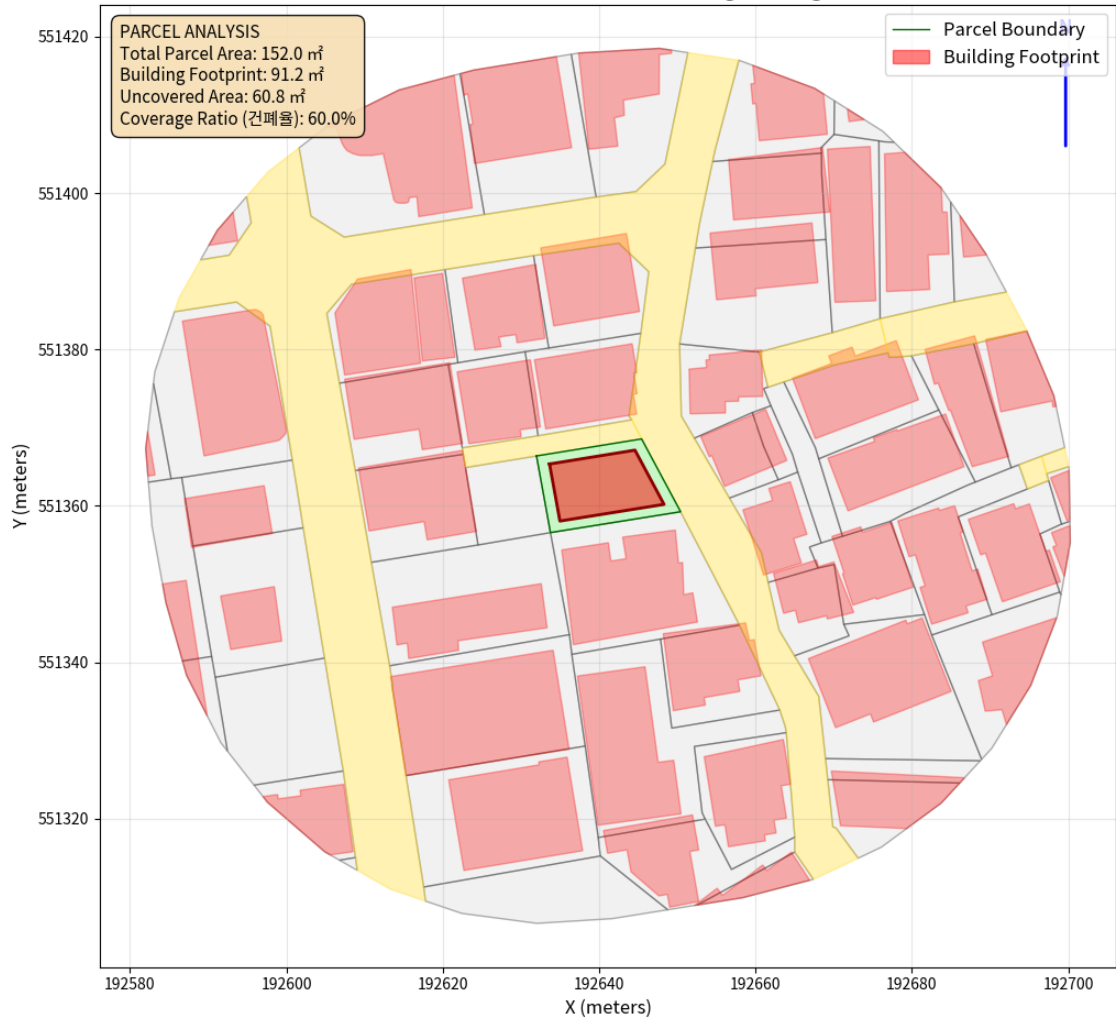 PARCEL ANALYSIS
Total Parcel Area: 152.0 ㎡
Building Footprint: 91.2 ㎡
Uncovered Area: 60.8 ㎡
Coverage Ratio (건폐율): 60.0%
Parcel Boundary
Building Footprint
N
551420
551400
551380
551360
551340
551320
Y (meters)
192580
192600
192620
192640
192660
192680
192700
X (meters)